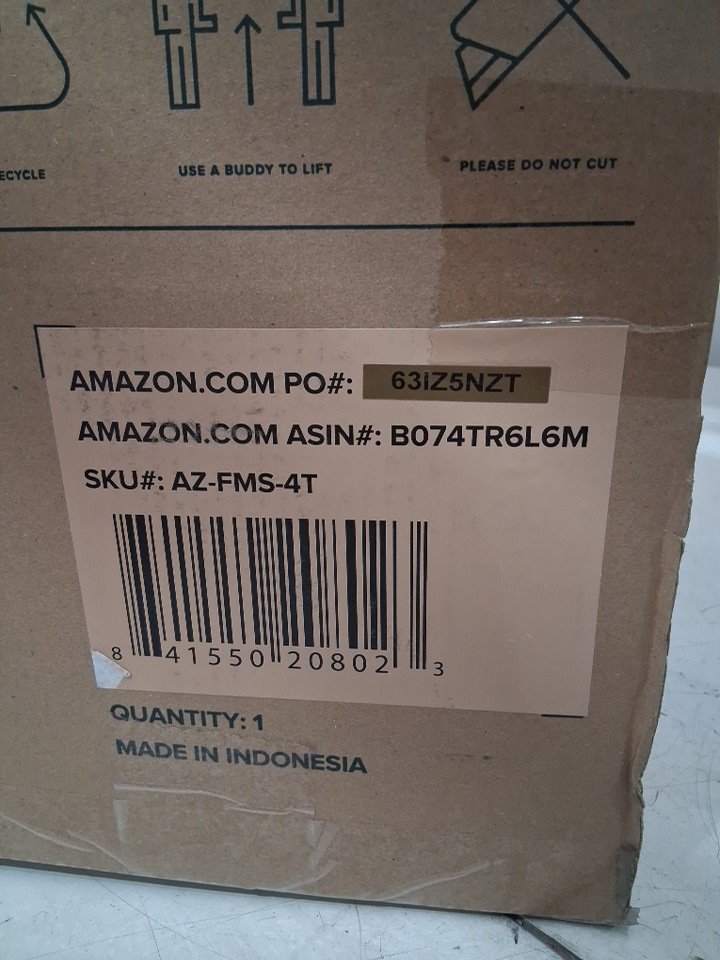 ECYCLE
USE A BUDDY TO LIFT
PLEASE DO NOT CUT
AMAZON.COM PO#: 63IZ5NZT
AMAZON.COM ASIN#: B074TR6L6M
SKU#: AZ-FMS-4T
8 41550 20802 3
QUANTITY: 1
MADE IN INDONESIA